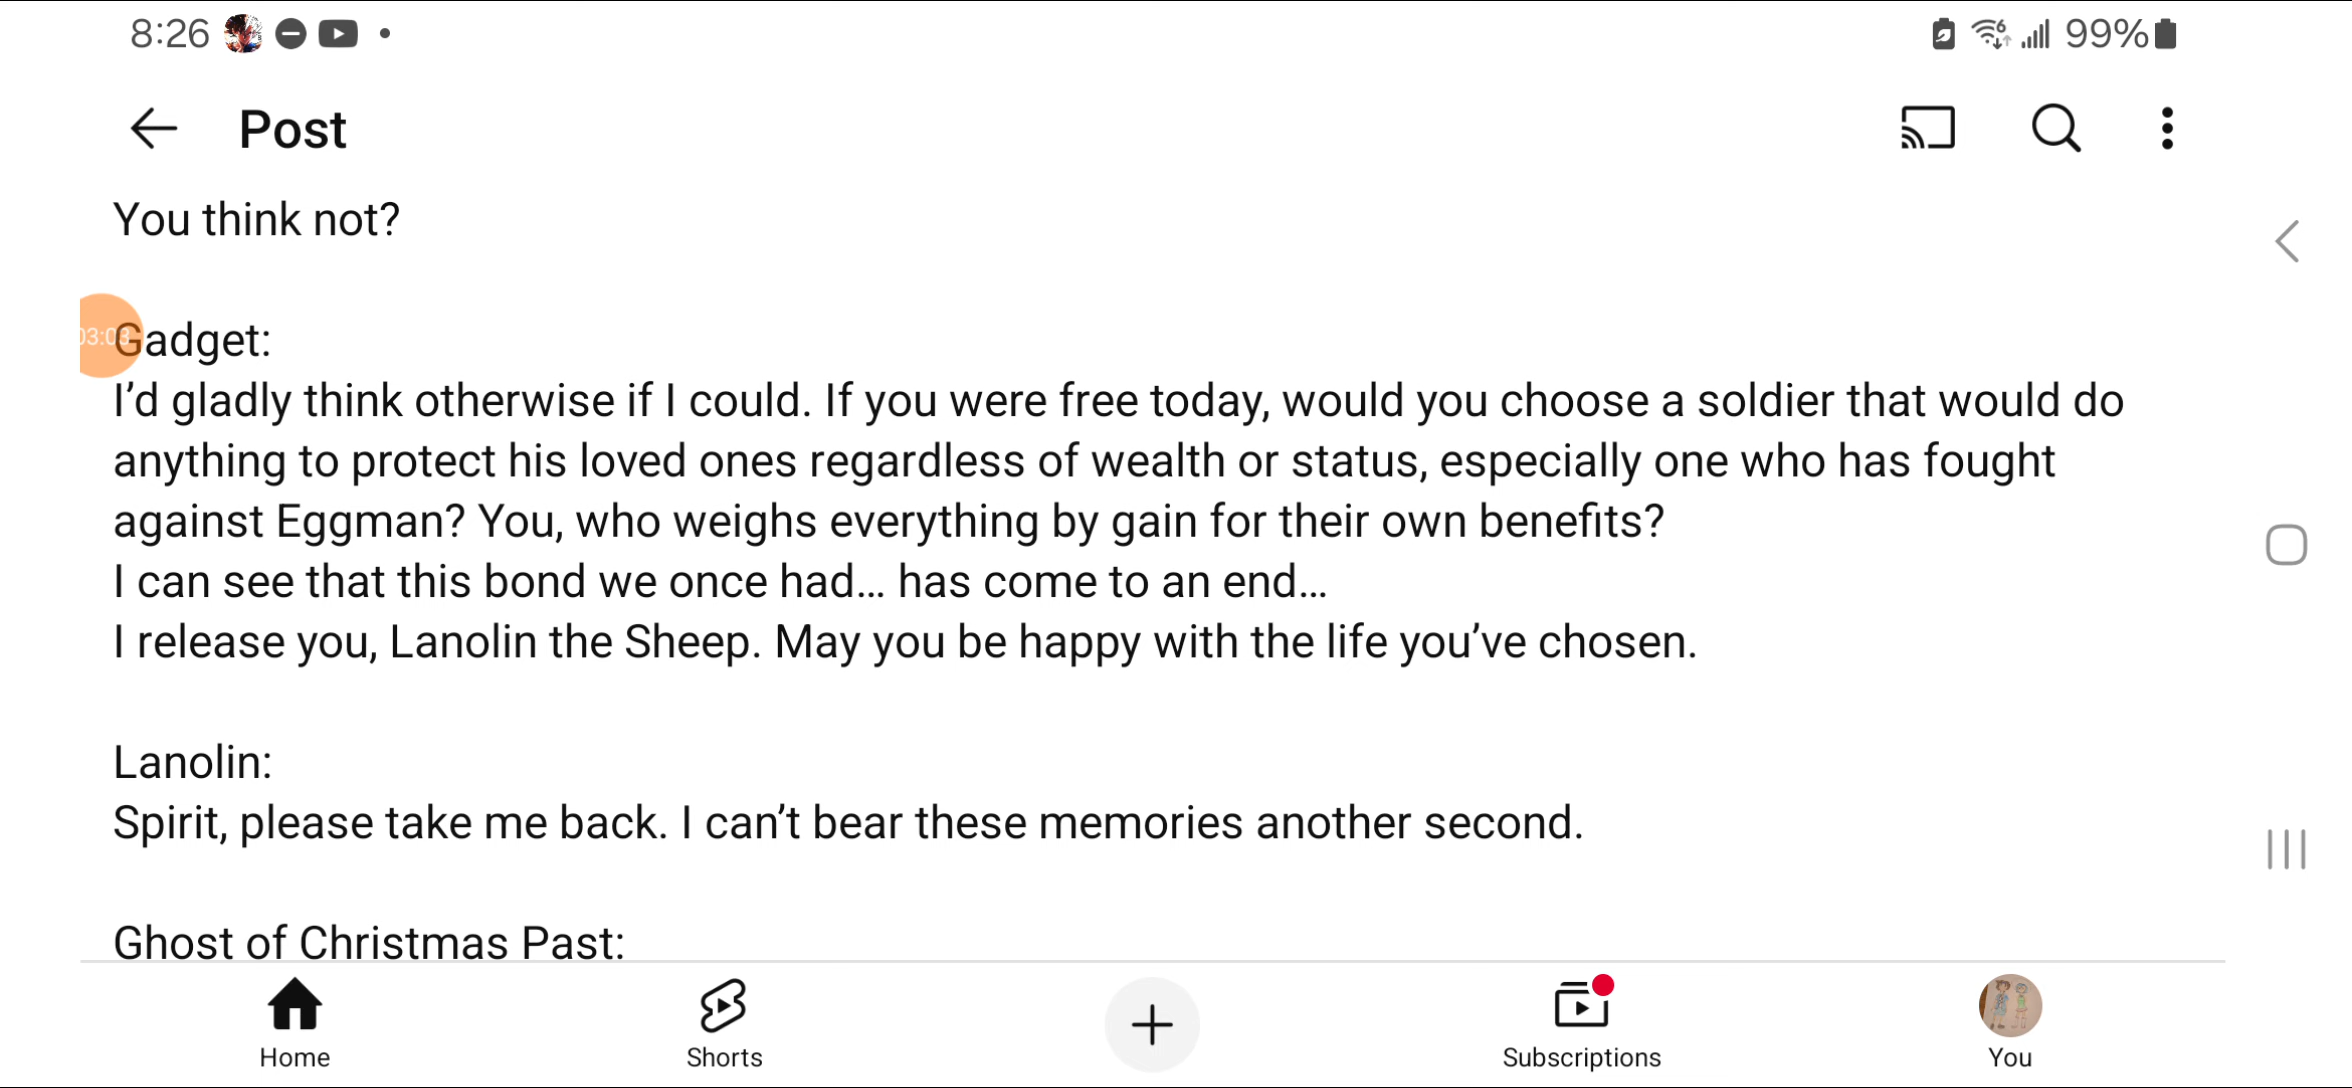 8:26
99%
Post
You think not?
03:03
Gadget:
I'd gladly think otherwise if I could. If you were free today, would you choose a soldier that would do
anything to protect his loved ones regardless of wealth or status, especially one who has fought
against Eggman? You, who weighs everything by gain for their own benefits?
I can see that this bond we once had... has come to an end...
I release you, Lanolin the Sheep. May you be happy with the life you've chosen.
Lanolin:
Spirit, please take me back. I can't bear these memories another second.
Ghost of Christmas Past:
Home
Shorts
Subscriptions
You